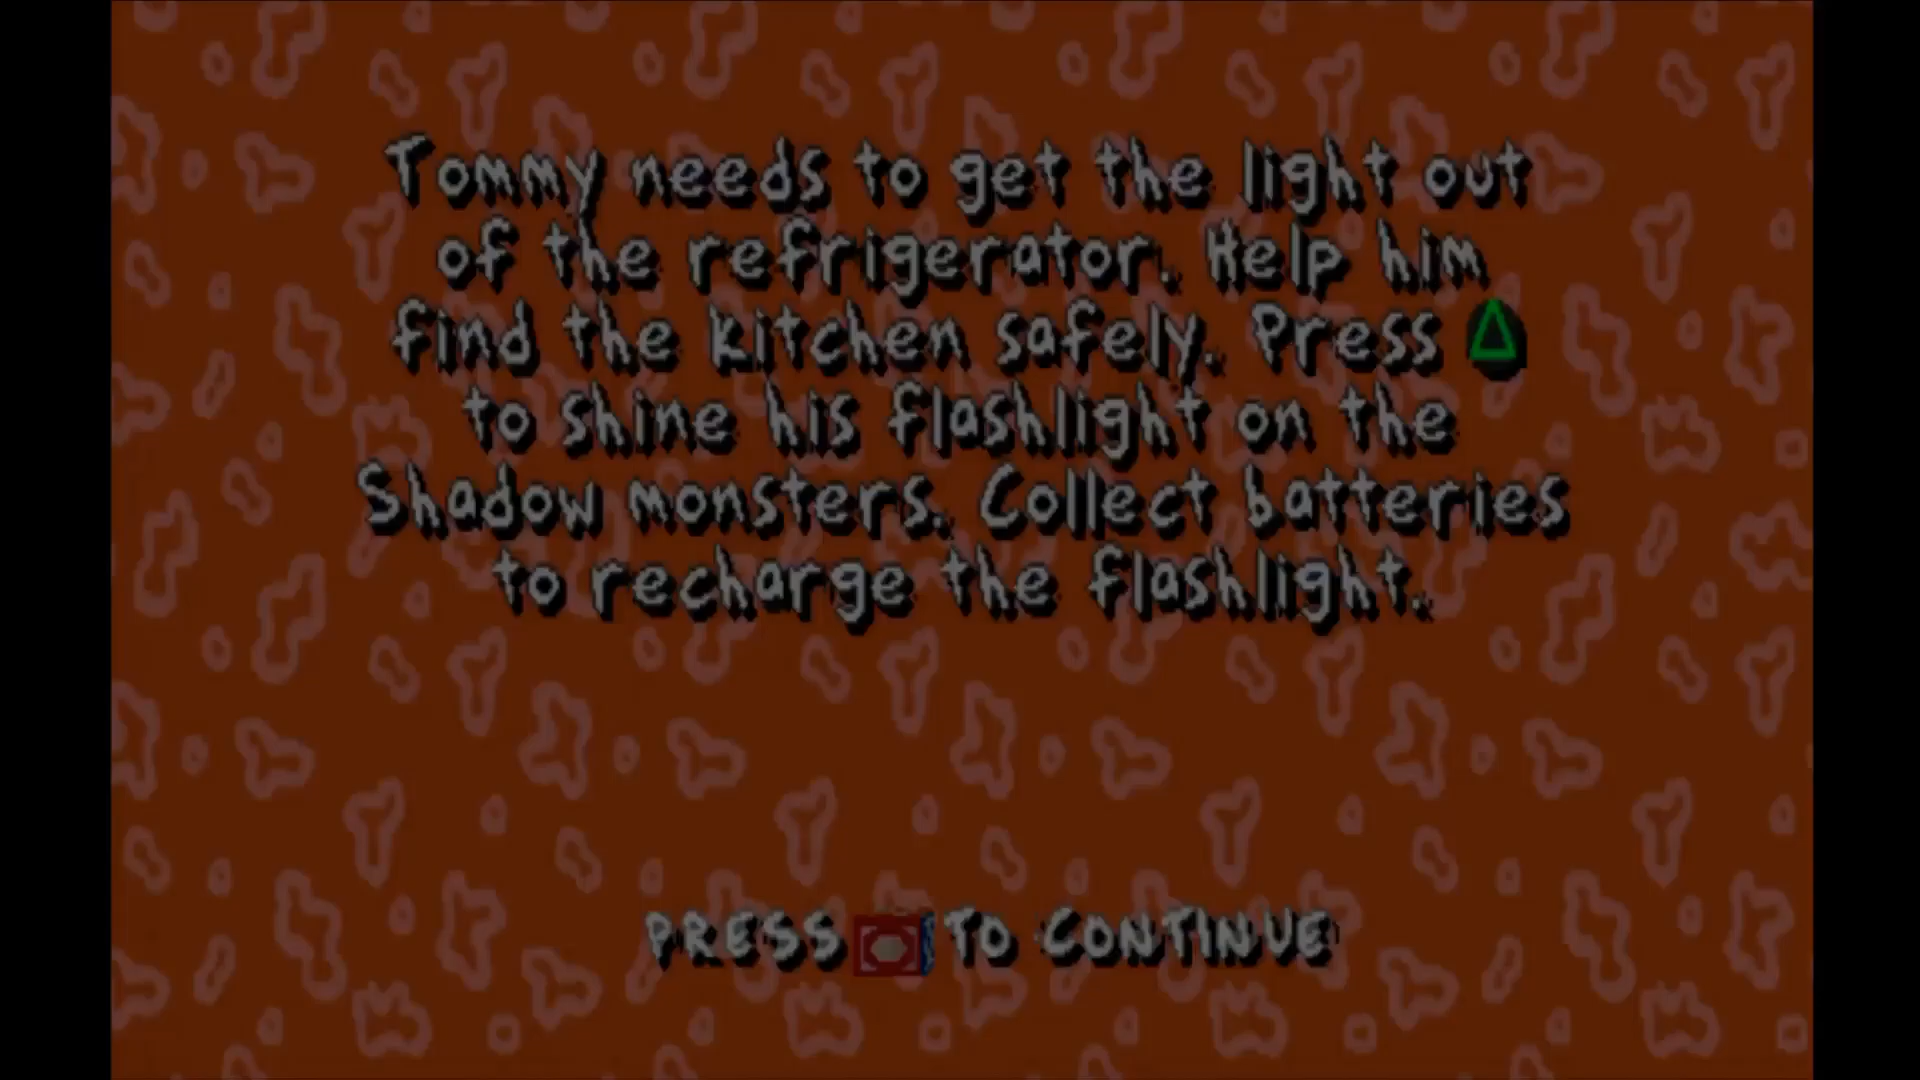 Tommy needs to get the light out
of the refrigerator. Help him
find the kitchen safely. Press
to shine his flashlight on the
Shadow monsters. Collect batteries
to recharge the flashlight.
PRESS TO CONTINUE